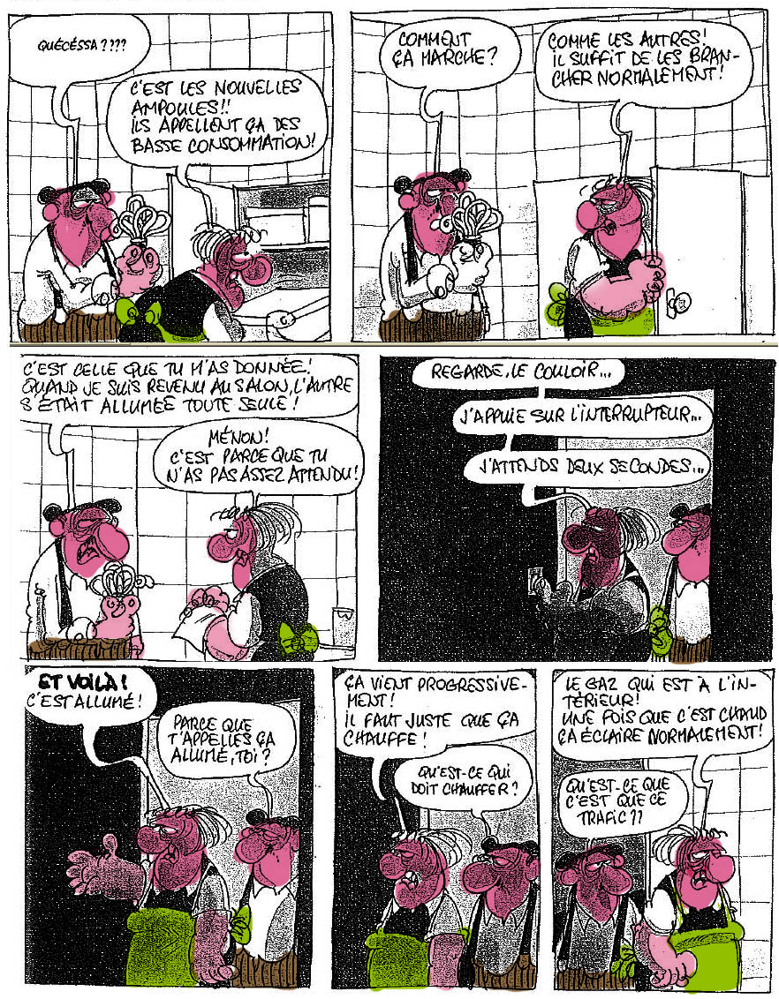 QUÉCÉSSA????
C'EST LES NOUVELLES
AMPOULES!!
ILS APPELLENT ÇA DES
BASSE CONSOMMATION!
COMMENT
ÇA MARCHE?
COMME LES AUTRES!
IL SUFFIT DE LES BRAN-
CHER NORMALEMENT!
C'EST CELLE QUE TU M'AS DONNÉE!
QUAND JE SUIS REVENU AU SALON, L'AUTRE
S'ÉTAIT ALLUMÉE TOUTE SEULE!
MÉNON!
C'EST PARCE QUE TU
N'AS PAS ASSEZ ATTENDU!
REGARDE, LE COULOIR...
J'APPUIE SUR L'INTERRUPTEUR...
J'ATTENDS DEUX SECONDES...
ET VOILÀ!
C'EST ALLUMÉ!
PARCE QUE
T'APPELLES ÇA
ALLUMÉ, TOI?
ÇA VIENT PROGRESSIVE-
MENT!
IL FAUT JUSTE QUE ÇA
CHAUFFE!
QU'EST-CE QUI
DOIT CHAUFFER?
LE GAZ QUI EST À L'IN-
TÉRIEUR!
UNE FOIS QUE C'EST CHAUD
ÇA ÉCLAIRE NORMALEMENT!
QU'EST-CE QUE
C'EST QUE CE
TRAFIC??